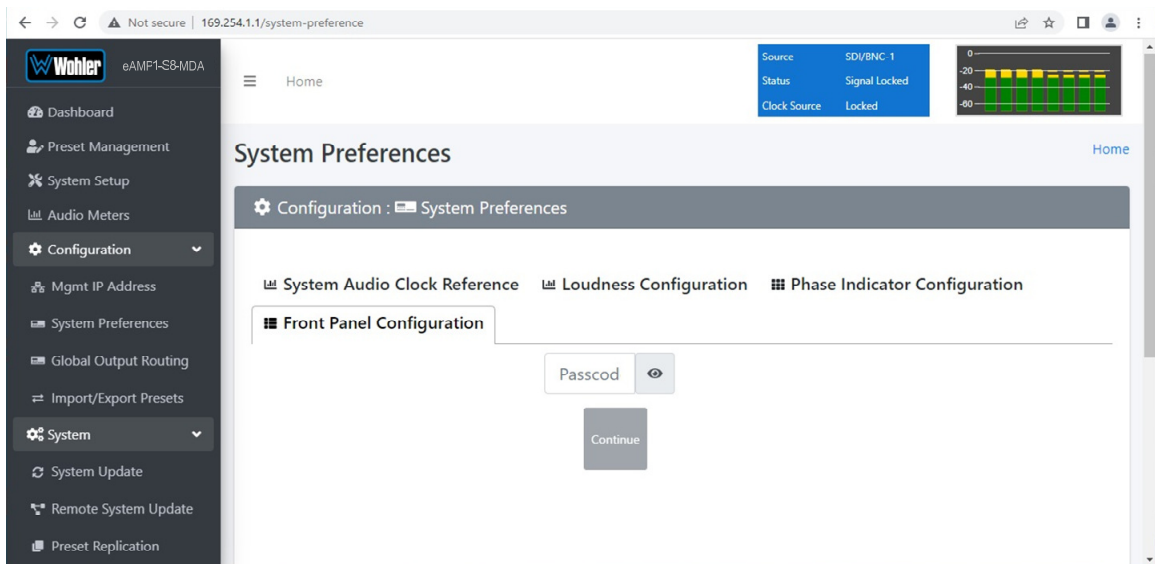 Not secure | 169.254.1.1/system-preference
Wohler eAMP1-S8-MDA
Dashboard
Preset Management
System Setup
Audio Meters
Configuration
Mgmt IP Address
System Preferences
Global Output Routing
Import/Export Presets
System
System Update
Remote System Update
Preset Replication
Home
Source SDI/BNC 1
Status Signal Locked
Clock Source Locked
0
-20
-40
-60
System Preferences
Home
Configuration : System Preferences
System Audio Clock Reference Loudness Configuration Phase Indicator Configuration
Front Panel Configuration
Passcod
Continue